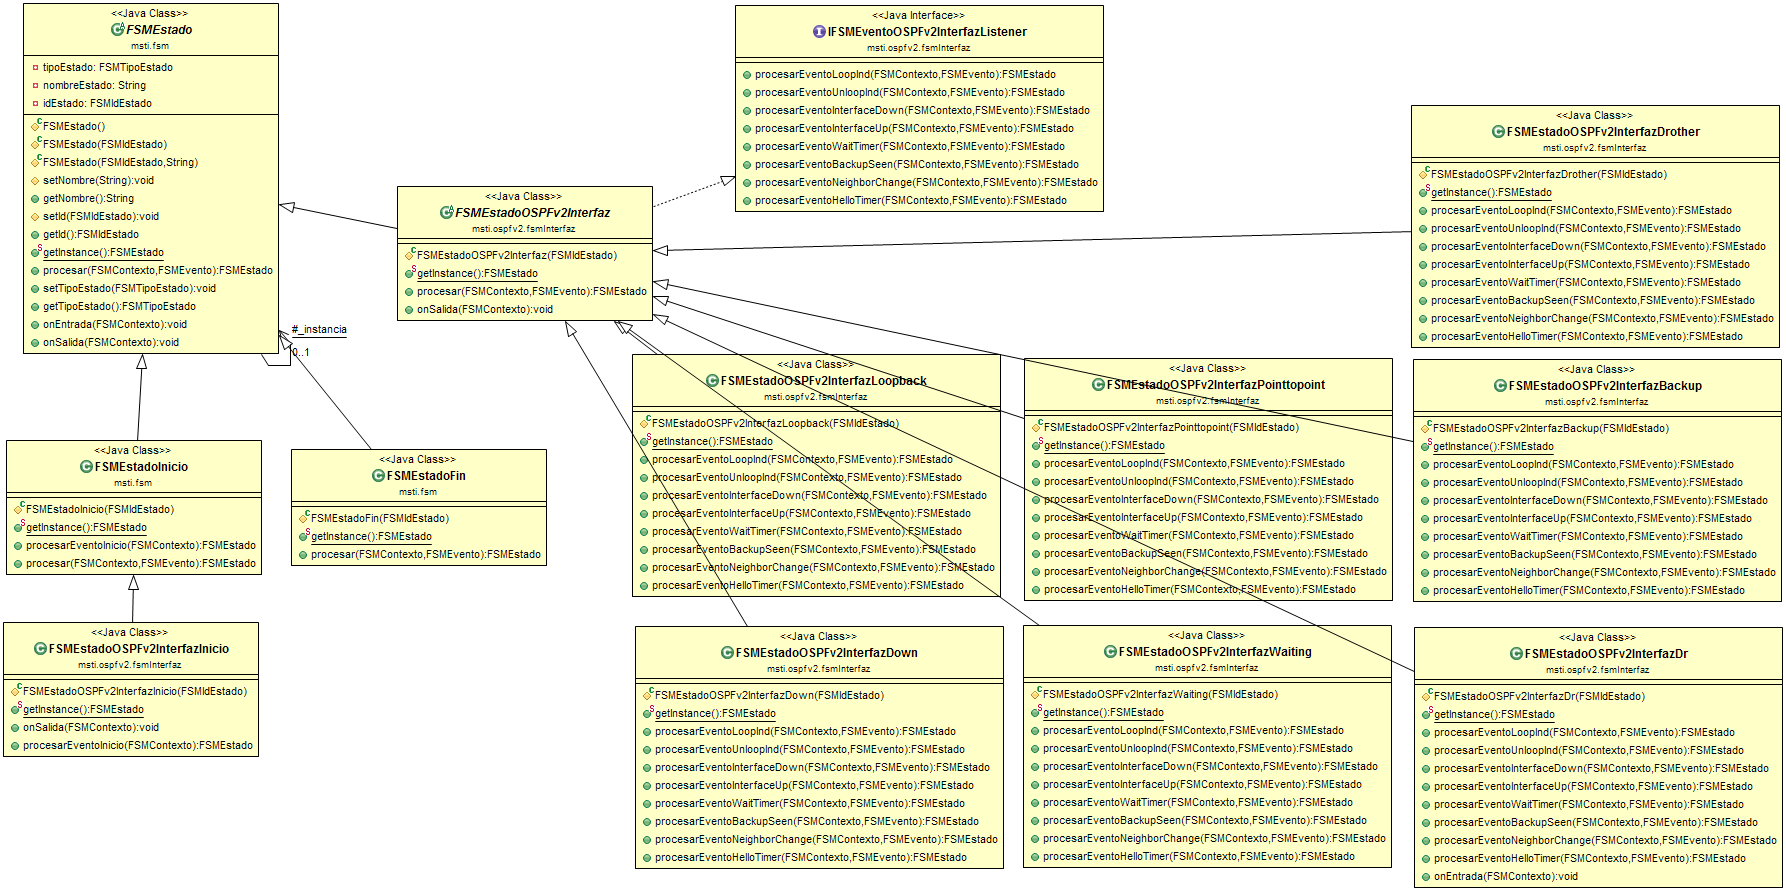 <<Java Class>>
FSMEstado
msti.fsm
tipoEstado: FSMTipoEstado
nombreEstado: String
idEstado: FSMIdEstado
FSMEstado()
FSMEstado(FSMIdEstado)
FSMEstado(FSMIdEstado,String)
setNombre(String):void
getNombre():String
setId(FSMIdEstado):void
getId():FSMIdEstado
getInstance():FSMEstado
procesar(FSMContexto,FSMEvento):FSMEstado
setTipoEstado(FSMTipoEstado):void
getTipoEstado():FSMTipoEstado
onEntrada(FSMContexto):void
onSalida(FSMContexto):void
#_instancia
0..1
<<Java Interface>>
IFSMEventoOSPFv2InterfazListener
msti.ospfv2.fsmInterfaz
procesarEventoLoopInd(FSMContexto,FSMEvento):FSMEstado
procesarEventoUnloopInd(FSMContexto,FSMEvento):FSMEstado
procesarEventoInterfaceDown(FSMContexto,FSMEvento):FSMEstado
procesarEventoInterfaceUp(FSMContexto,FSMEvento):FSMEstado
procesarEventoWaitTimer(FSMContexto,FSMEvento):FSMEstado
procesarEventoBackupSeen(FSMContexto,FSMEvento):FSMEstado
procesarEventoNeighborChange(FSMContexto,FSMEvento):FSMEstado
procesarEventoHelloTimer(FSMContexto,FSMEvento):FSMEstado
<<Java Class>>
FSMEstadoOSPFv2Interfaz
msti.ospfv2.fsmInterfaz
FSMEstadoOSPFv2Interfaz(FSMIdEstado)
getInstance():FSMEstado
procesar(FSMContexto,FSMEvento):FSMEstado
onSalida(FSMContexto):void
<<Java Class>>
FSMEstadoOSPFv2InterfazDrother
msti.ospfv2.fsmInterfaz
FSMEstadoOSPFv2InterfazDrother(FSMIdEstado)
getInstance():FSMEstado
procesarEventoLoopInd(FSMContexto,FSMEvento):FSMEstado
procesarEventoUnloopInd(FSMContexto,FSMEvento):FSMEstado
procesarEventoInterfaceDown(FSMContexto,FSMEvento):FSMEstado
procesarEventoInterfaceUp(FSMContexto,FSMEvento):FSMEstado
procesarEventoWaitTimer(FSMContexto,FSMEvento):FSMEstado
procesarEventoBackupSeen(FSMContexto,FSMEvento):FSMEstado
procesarEventoNeighborChange(FSMContexto,FSMEvento):FSMEstado
procesarEventoHelloTimer(FSMContexto,FSMEvento):FSMEstado
<<Java Class>>
FSMEstadoInicio
msti.fsm
FSMEstadoInicio(FSMIdEstado)
getInstance():FSMEstado
procesarEventoInicio(FSMContexto):FSMEstado
procesar(FSMContexto,FSMEvento):FSMEstado
<<Java Class>>
FSMEstadoFin
msti.fsm
FSMEstadoFin(FSMIdEstado)
getInstance():FSMEstado
procesar(FSMContexto,FSMEvento):FSMEstado
<<Java Class>>
FSMEstadoOSPFv2InterfazLoopback
msti.ospfv2.fsmInterfaz
FSMEstadoOSPFv2InterfazLoopback(FSMIdEstado)
getInstance():FSMEstado
procesarEventoLoopInd(FSMContexto,FSMEvento):FSMEstado
procesarEventoUnloopInd(FSMContexto,FSMEvento):FSMEstado
procesarEventoInterfaceDown(FSMContexto,FSMEvento):FSMEstado
procesarEventoInterfaceUp(FSMContexto,FSMEvento):FSMEstado
procesarEventoWaitTimer(FSMContexto,FSMEvento):FSMEstado
procesarEventoBackupSeen(FSMContexto,FSMEvento):FSMEstado
procesarEventoNeighborChange(FSMContexto,FSMEvento):FSMEstado
procesarEventoHelloTimer(FSMContexto,FSMEvento):FSMEstado
<<Java Class>>
FSMEstadoOSPFv2InterfazPointtopoint
msti.ospfv2.fsmInterfaz
FSMEstadoOSPFv2InterfazPointtopoint(FSMIdEstado)
getInstance():FSMEstado
procesarEventoLoopInd(FSMContexto,FSMEvento):FSMEstado
procesarEventoUnloopInd(FSMContexto,FSMEvento):FSMEstado
procesarEventoInterfaceDown(FSMContexto,FSMEvento):FSMEstado
procesarEventoInterfaceUp(FSMContexto,FSMEvento):FSMEstado
procesarEventoWaitTimer(FSMContexto,FSMEvento):FSMEstado
procesarEventoBackupSeen(FSMContexto,FSMEvento):FSMEstado
procesarEventoNeighborChange(FSMContexto,FSMEvento):FSMEstado
procesarEventoHelloTimer(FSMContexto,FSMEvento):FSMEstado
<<Java Class>>
FSMEstadoOSPFv2InterfazBackup
msti.ospfv2.fsmInterfaz
FSMEstadoOSPFv2InterfazBackup(FSMIdEstado)
getInstance():FSMEstado
procesarEventoLoopInd(FSMContexto,FSMEvento):FSMEstado
procesarEventoUnloopInd(FSMContexto,FSMEvento):FSMEstado
procesarEventoInterfaceDown(FSMContexto,FSMEvento):FSMEstado
procesarEventoInterfaceUp(FSMContexto,FSMEvento):FSMEstado
procesarEventoWaitTimer(FSMContexto,FSMEvento):FSMEstado
procesarEventoBackupSeen(FSMContexto,FSMEvento):FSMEstado
procesarEventoNeighborChange(FSMContexto,FSMEvento):FSMEstado
procesarEventoHelloTimer(FSMContexto,FSMEvento):FSMEstado
<<Java Class>>
FSMEstadoOSPFv2InterfazInicio
msti.ospfv2.fsmInterfaz
FSMEstadoOSPFv2InterfazInicio(FSMIdEstado)
getInstance():FSMEstado
onSalida(FSMContexto):void
procesarEventoInicio(FSMContexto):FSMEstado
<<Java Class>>
FSMEstadoOSPFv2InterfazDown
msti.ospfv2.fsmInterfaz
FSMEstadoOSPFv2InterfazDown(FSMIdEstado)
getInstance():FSMEstado
procesarEventoLoopInd(FSMContexto,FSMEvento):FSMEstado
procesarEventoUnloopInd(FSMContexto,FSMEvento):FSMEstado
procesarEventoInterfaceDown(FSMContexto,FSMEvento):FSMEstado
procesarEventoInterfaceUp(FSMContexto,FSMEvento):FSMEstado
procesarEventoWaitTimer(FSMContexto,FSMEvento):FSMEstado
procesarEventoBackupSeen(FSMContexto,FSMEvento):FSMEstado
procesarEventoNeighborChange(FSMContexto,FSMEvento):FSMEstado
procesarEventoHelloTimer(FSMContexto,FSMEvento):FSMEstado
<<Java Class>>
FSMEstadoOSPFv2InterfazWaiting
msti.ospfv2.fsmInterfaz
FSMEstadoOSPFv2InterfazWaiting(FSMIdEstado)
getInstance():FSMEstado
procesarEventoLoopInd(FSMContexto,FSMEvento):FSMEstado
procesarEventoUnloopInd(FSMContexto,FSMEvento):FSMEstado
procesarEventoInterfaceDown(FSMContexto,FSMEvento):FSMEstado
procesarEventoInterfaceUp(FSMContexto,FSMEvento):FSMEstado
procesarEventoWaitTimer(FSMContexto,FSMEvento):FSMEstado
procesarEventoBackupSeen(FSMContexto,FSMEvento):FSMEstado
procesarEventoNeighborChange(FSMContexto,FSMEvento):FSMEstado
procesarEventoHelloTimer(FSMContexto,FSMEvento):FSMEstado
<<Java Class>>
FSMEstadoOSPFv2InterfazDr
msti.ospfv2.fsmInterfaz
FSMEstadoOSPFv2InterfazDr(FSMIdEstado)
getInstance():FSMEstado
procesarEventoLoopInd(FSMContexto,FSMEvento):FSMEstado
procesarEventoUnloopInd(FSMContexto,FSMEvento):FSMEstado
procesarEventoInterfaceDown(FSMContexto,FSMEvento):FSMEstado
procesarEventoInterfaceUp(FSMContexto,FSMEvento):FSMEstado
procesarEventoWaitTimer(FSMContexto,FSMEvento):FSMEstado
procesarEventoBackupSeen(FSMContexto,FSMEvento):FSMEstado
procesarEventoNeighborChange(FSMContexto,FSMEvento):FSMEstado
procesarEventoHelloTimer(FSMContexto,FSMEvento):FSMEstado
onEntrada(FSMContexto):void